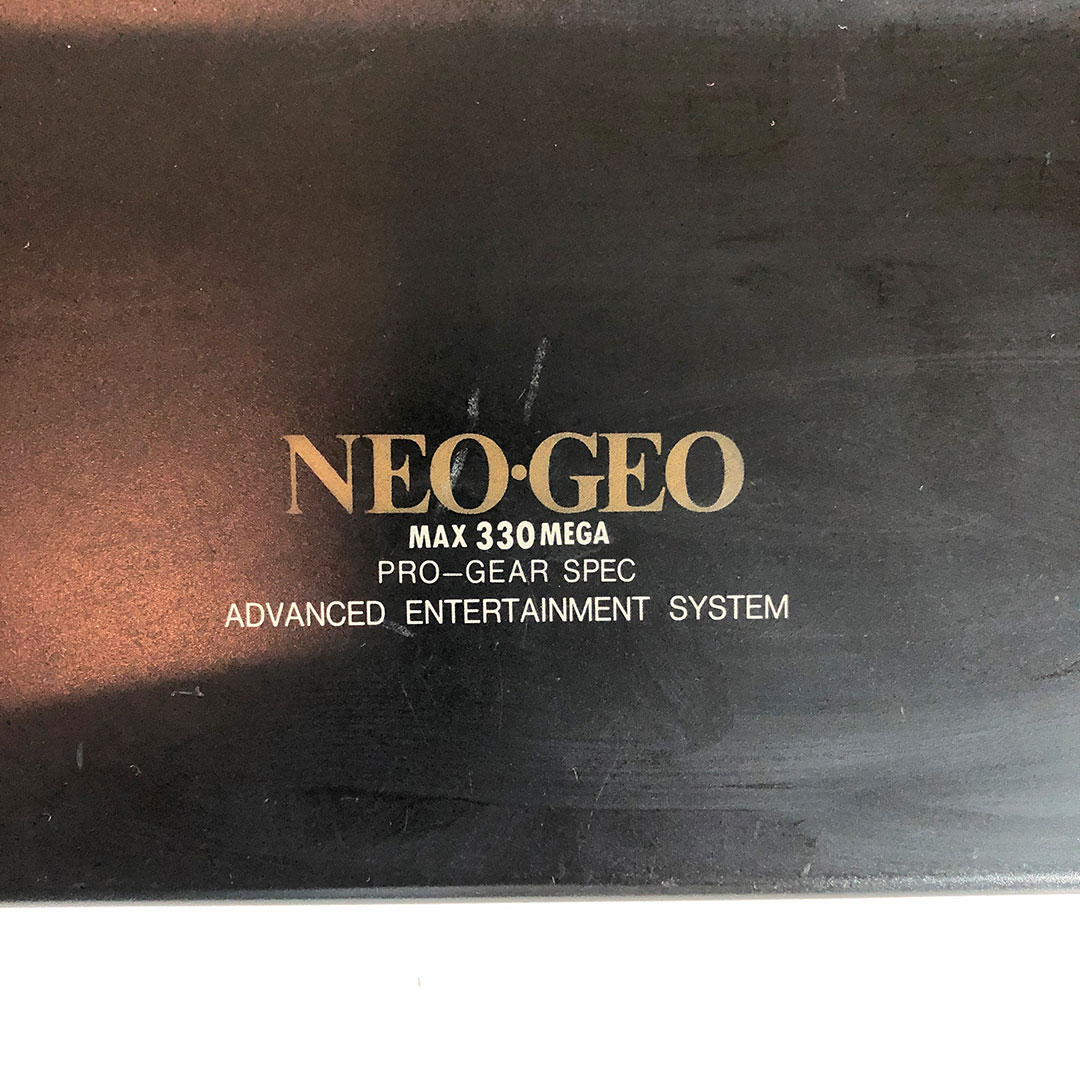 NEO·GEO
MAX 330 MEGA
PRO-GEAR SPEC
ADVANCED ENTERTAINMENT SYSTEM